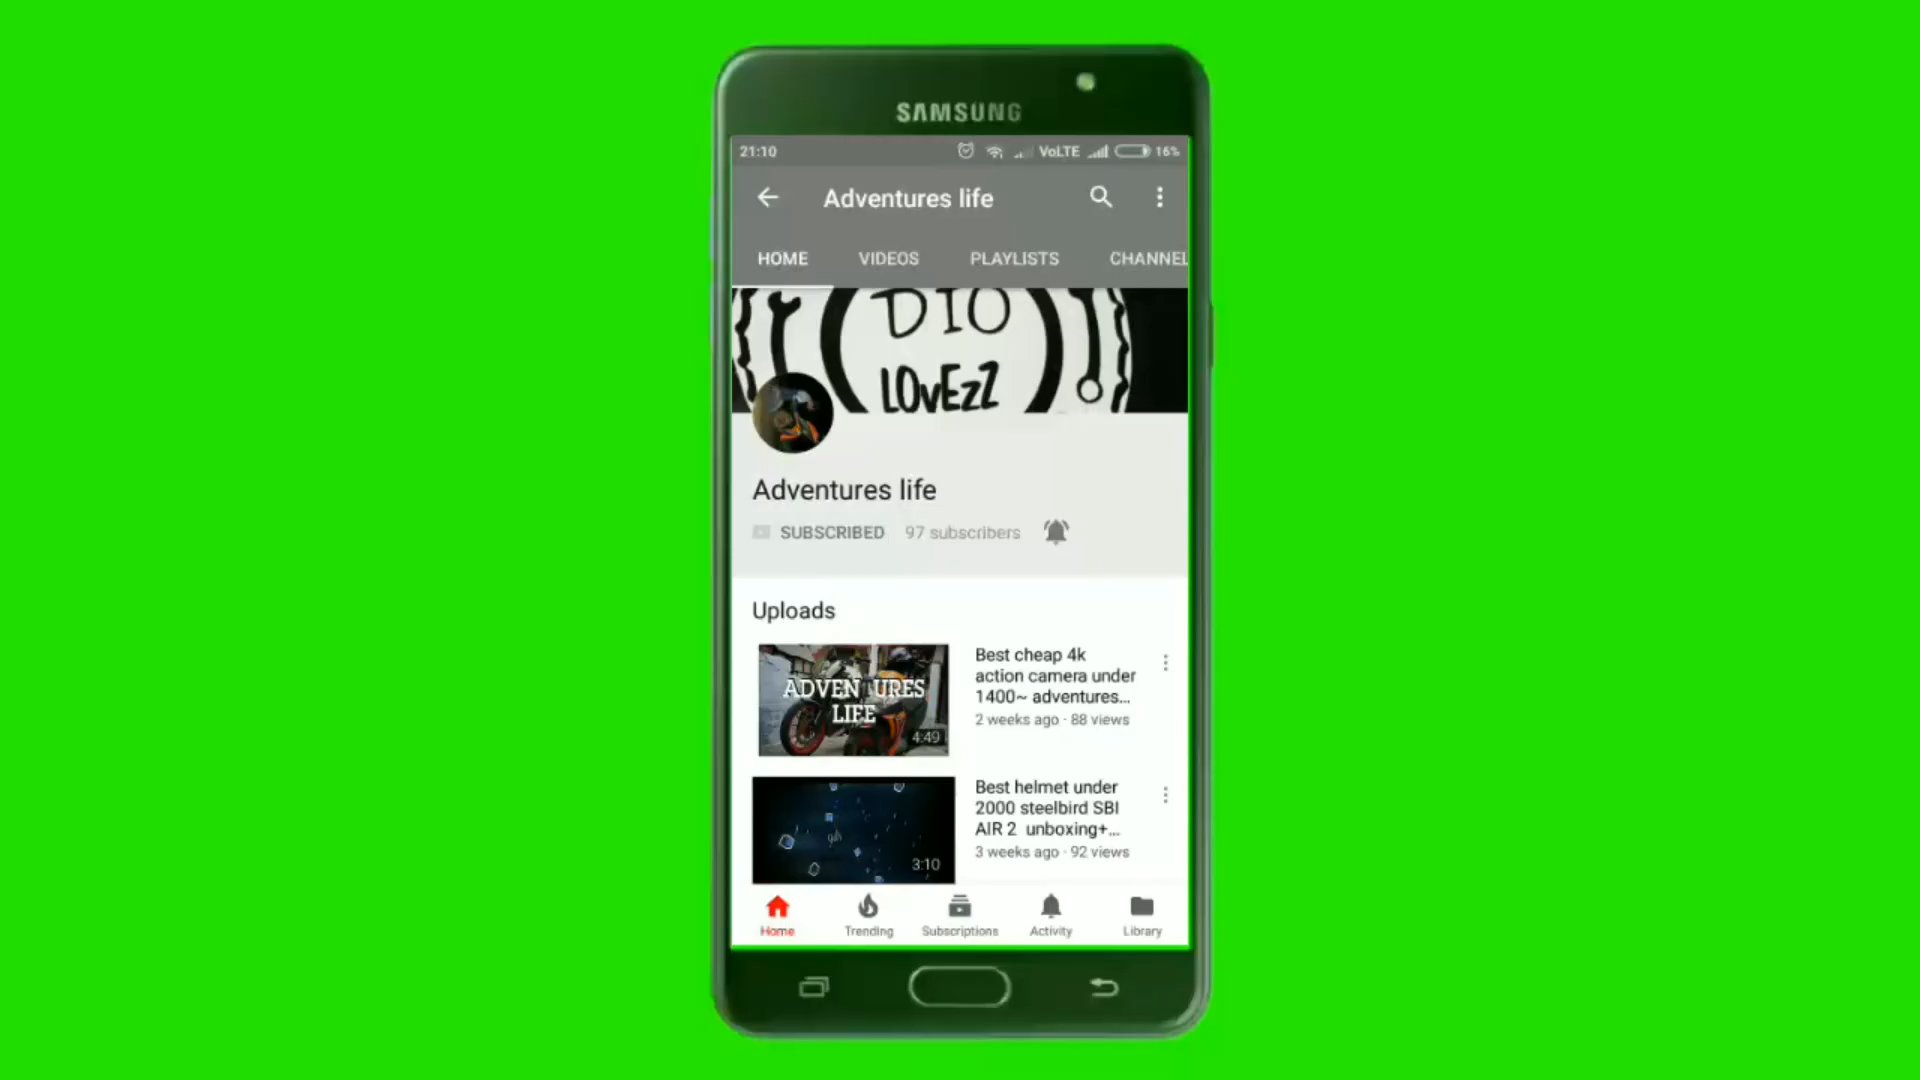 SAMSUNG
21:10 VoLTE 16%
Adventures life
HOME VIDEOS PLAYLISTS CHANNEL
DIO
LOvEzZ
Adventures life
SUBSCRIBED 97 subscribers
Uploads
ADVEN URES
LIFE
4:49
Best cheap 4k
action camera under
1400~ adventures...
2 weeks ago · 88 views
3:10
Best helmet under
2000 steelbird SBI
AIR 2 unboxing+...
3 weeks ago · 92 views
Home Trending Subscriptions Activity Library